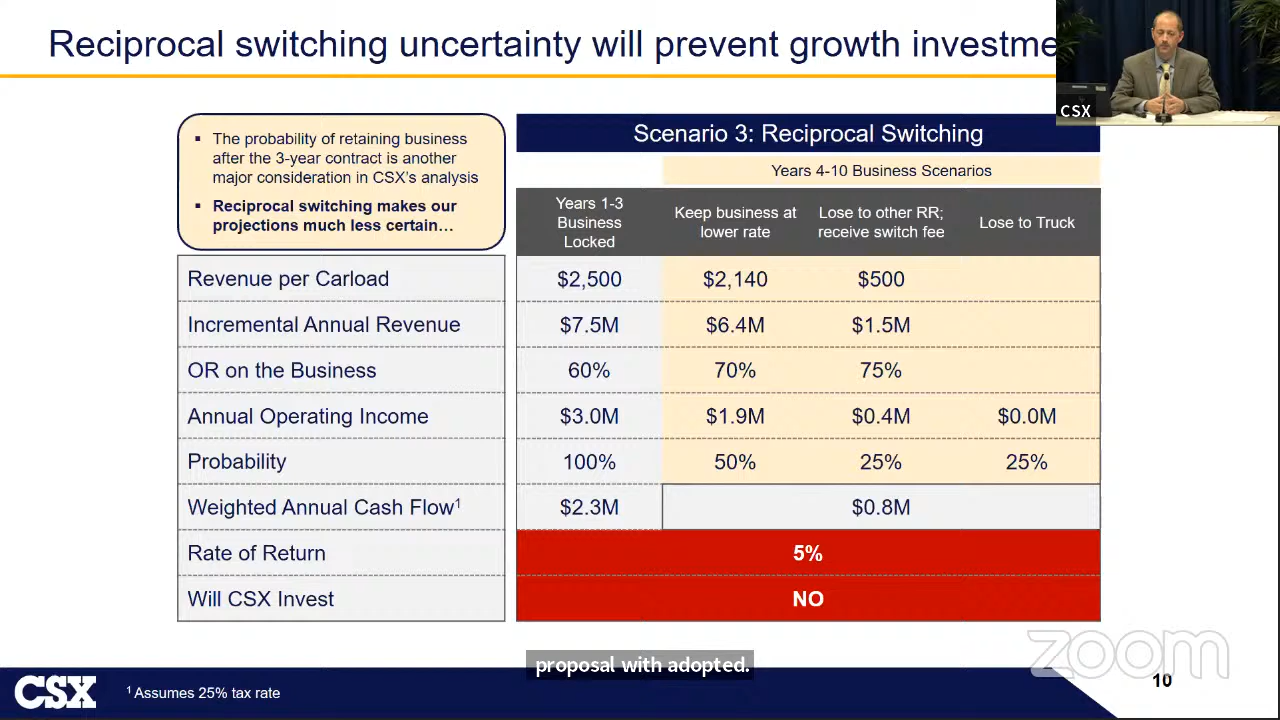 Reciprocal switching uncertainty will prevent growth investme
CSX
▪ The probability of retaining business
after the 3-year contract is another
major consideration in CSX's analysis
▪ Reciprocal switching makes our
projections much less certain…
Scenario 3: Reciprocal Switching
Years 4-10 Business Scenarios
Years 1-3
Business
Locked
Keep business at
lower rate
Lose to other RR;
receive switch fee
Lose to Truck
Revenue per Carload $2,500 $2,140 $500
Incremental Annual Revenue $7.5M $6.4M $1.5M
OR on the Business 60% 70% 75%
Annual Operating Income $3.0M $1.9M $0.4M $0.0M
Probability 100% 50% 25% 25%
Weighted Annual Cash Flow¹ $2.3M $0.8M
Rate of Return 5%
Will CSX Invest NO
proposal with adopted.
zoom
CSX
¹ Assumes 25% tax rate
10